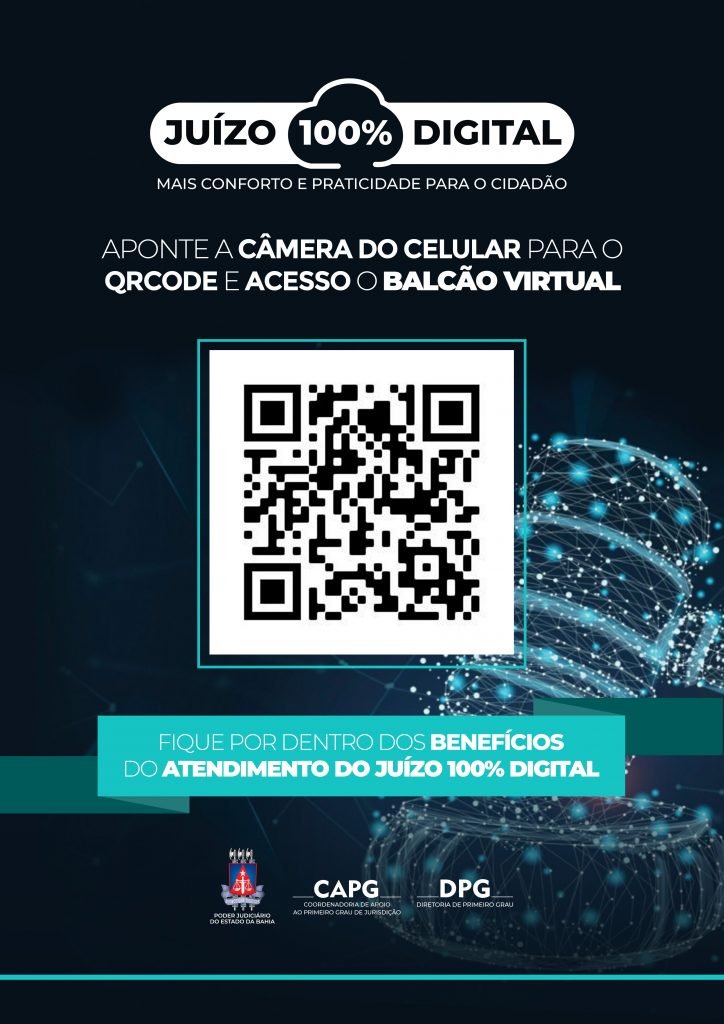 JUÍZO 100% DIGITAL
MAIS CONFORTO E PRATICIDADE PARA O CIDADÃO
APONTE A CÂMERA DO CELULAR PARA O
QRCODE E ACESSO O BALCÃO VIRTUAL
FIQUE POR DENTRO DOS BENEFÍCIOS
DO ATENDIMENTO DO JUÍZO 100% DIGITAL
PODER JUDICIÁRIO
DO ESTADO DA BAHIA
CAPG
COORDENADORIA DE APOIO
AO PRIMEIRO GRAU DE JURISDIÇÃO
DPG
DIRETORIA DE PRIMEIRO GRAU